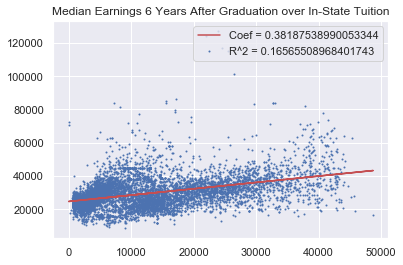 Median Earnings 6 Years After Graduation over In-State Tuition
Coef = 0.38187538990053344
R^2 = 0.16565508968401743
120000
100000
80000
60000
40000
20000
0 10000 20000 30000 40000 50000